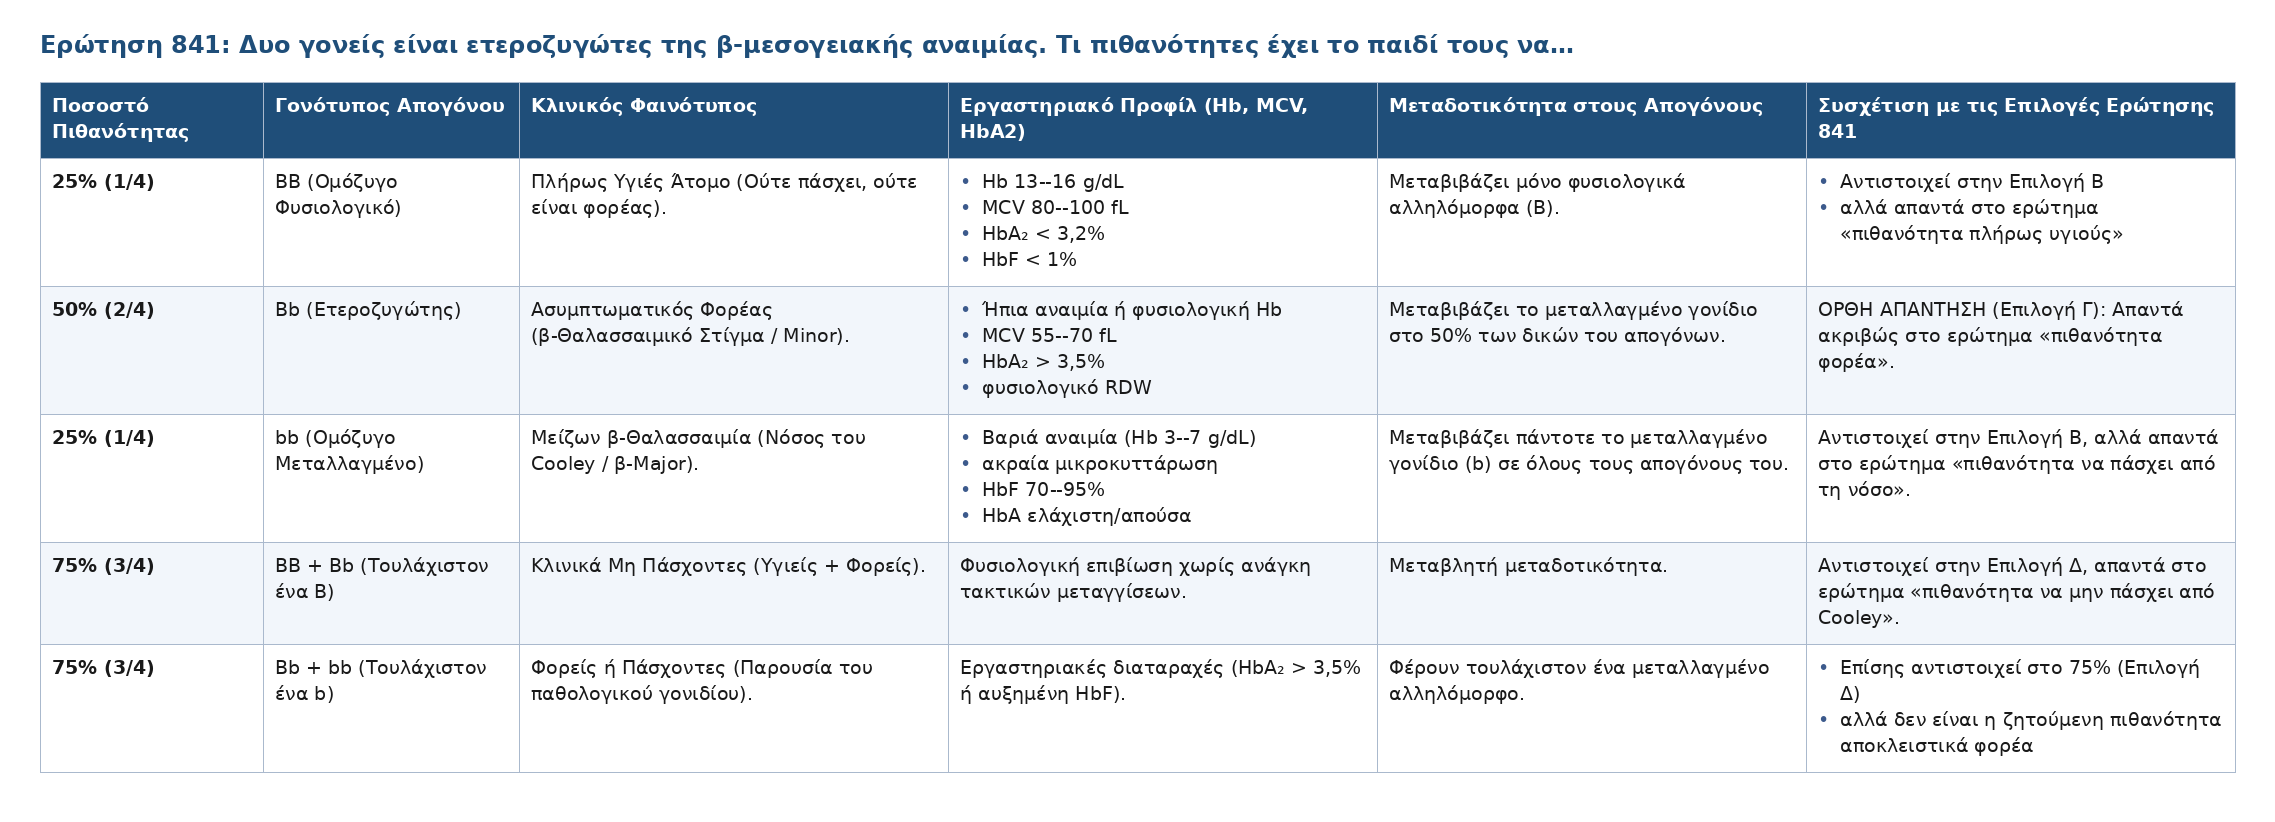 Ερώτηση 841: Δυο γονείς είναι ετεροζυγώτες της β-μεσογειακής αναιμίας. Τι πιθανότητες έχει το παιδί τους να…
Ποσοστό
Πιθανότητας
Γονότυπος Απογόνου
Κλινικός Φαινότυπος
Εργαστηριακό Προφίλ (Hb, MCV,
HbA2)
Μεταδοτικότητα στους Απογόνους
Συσχέτιση με τις Επιλογές Ερώτησης
841
25% (1/4)
BB (Ομόζυγο
Φυσιολογικό)
Πλήρως Υγιές Άτομο (Ούτε πάσχει, ούτε
είναι φορέας).
• Hb 13--16 g/dL
• MCV 80--100 fL
• HbA₂ < 3,2%
• HbF < 1%
Μεταβιβάζει μόνο φυσιολογικά
αλληλόμορφα (B).
• Αντιστοιχεί στην Επιλογή Β
• αλλά απαντά στο ερώτημα
«πιθανότητα πλήρως υγιούς»
50% (2/4)
Bb (Ετεροζυγώτης)
Ασυμπτωματικός Φορέας
(β-Θαλασσαιμικό Στίγμα / Minor).
• Ήπια αναιμία ή φυσιολογική Hb
• MCV 55--70 fL
• HbA₂ > 3,5%
• φυσιολογικό RDW
Μεταβιβάζει το μεταλλαγμένο γονίδιο
στο 50% των δικών του απογόνων.
ΟΡΘΗ ΑΠΑΝΤΗΣΗ (Επιλογή Γ): Απαντά
ακριβώς στο ερώτημα «πιθανότητα
φορέα».
25% (1/4)
bb (Ομόζυγο
Μεταλλαγμένο)
Μείζων β-Θαλασσαιμία (Νόσος του
Cooley / β-Major).
• Βαριά αναιμία (Hb 3--7 g/dL)
• ακραία μικροκυττάρωση
• HbF 70--95%
• HbA ελάχιστη/απούσα
Μεταβιβάζει πάντοτε το μεταλλαγμένο
γονίδιο (b) σε όλους τους απογόνους του.
Αντιστοιχεί στην Επιλογή Β, αλλά απαντά
στο ερώτημα «πιθανότητα να πάσχει από
τη νόσο».
75% (3/4)
BB + Bb (Τουλάχιστον
ένα B)
Κλινικά Μη Πάσχοντες (Υγιείς + Φορείς).
Φυσιολογική επιβίωση χωρίς ανάγκη
τακτικών μεταγγίσεων.
Μεταβλητή μεταδοτικότητα.
Αντιστοιχεί στην Επιλογή Δ, απαντά στο
ερώτημα «πιθανότητα να μην πάσχει από
Cooley».
75% (3/4)
Bb + bb (Τουλάχιστον
ένα b)
Φορείς ή Πάσχοντες (Παρουσία του
παθολογικού γονιδίου).
Εργαστηριακές διαταραχές (HbA₂ > 3,5%
ή αυξημένη HbF).
Φέρουν τουλάχιστον ένα μεταλλαγμένο
αλληλόμορφο.
• Επίσης αντιστοιχεί στο 75% (Επιλογή
Δ)
• αλλά δεν είναι η ζητούμενη πιθανότητα
αποκλειστικά φορέα